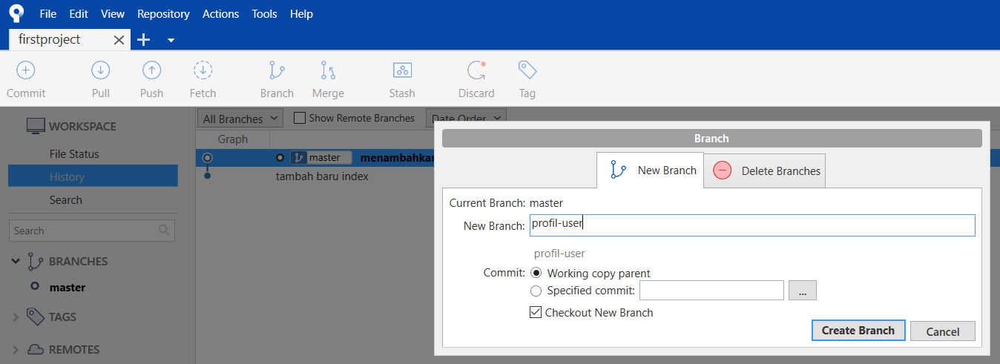 File Edit View Repository Actions Tools Help
firstproject
Commit Pull Push Fetch Branch Merge Stash Discard Tag
WORKSPACE
File Status
History
Search
Search
BRANCHES
master
TAGS
REMOTES
All Branches Show Remote Branches Date Order
Graph
master menambahkan
tambah baru index
Branch
New Branch Delete Branches
Current Branch: master
New Branch: profil-user
profil-user
Commit: Working copy parent
Specified commit: ...
Checkout New Branch
Create Branch Cancel